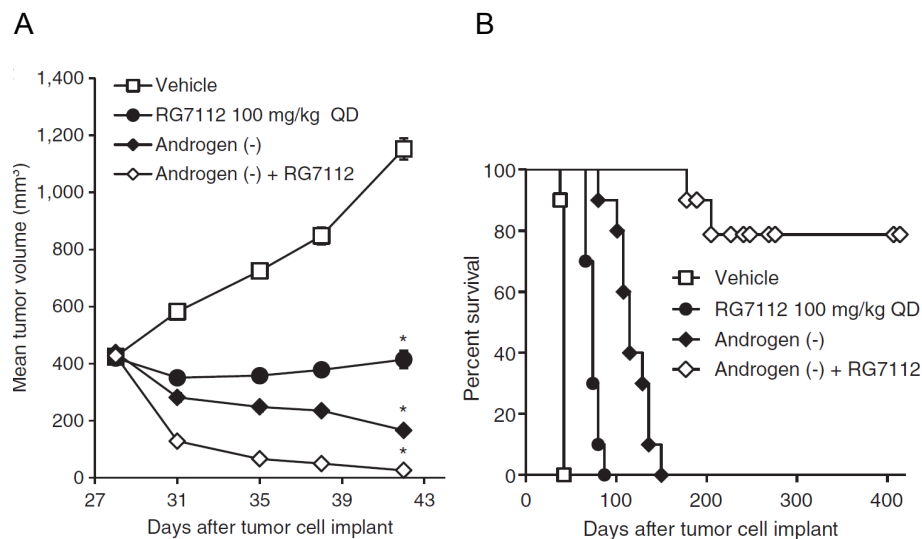 A
Mean tumor volume (mm³)
1,400
1,200
1,000
800
600
400
200
0
Vehicle
RG7112 100 mg/kg QD
Androgen (-)
Androgen (-) + RG7112
*
*
*
27 31 35 39 43
Days after tumor cell implant
B
Percent survival
100
80
60
40
20
0
Vehicle
RG7112 100 mg/kg QD
Androgen (-)
Androgen (-) + RG7112
0 100 200 300 400
Days after tumor cell implant